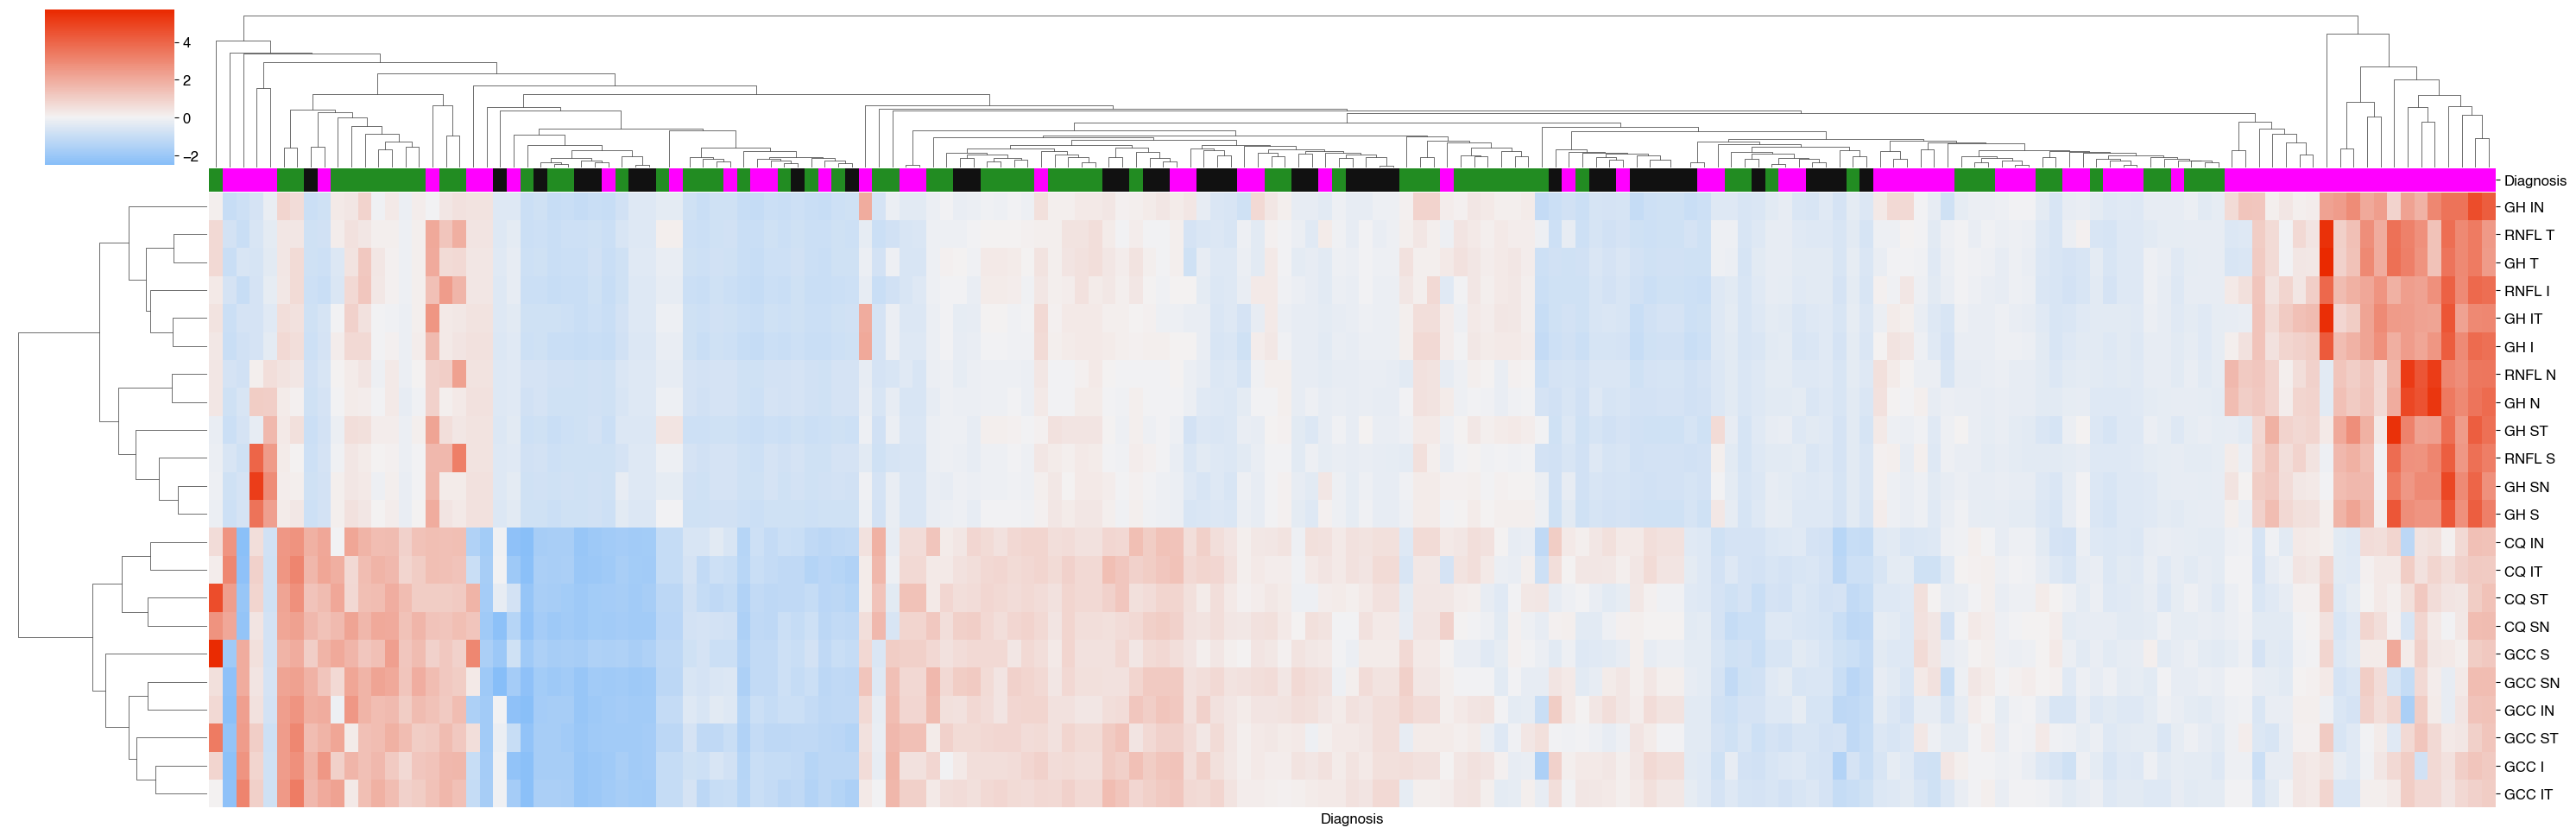 4
2
0
−2
Diagnosis
GH IN
RNFL T
GH T
RNFL I
GH IT
GH I
RNFL N
GH N
GH ST
RNFL S
GH SN
GH S
CQ IN
CQ IT
CQ ST
CQ SN
GCC S
GCC SN
GCC IN
GCC ST
GCC I
GCC IT
Diagnosis